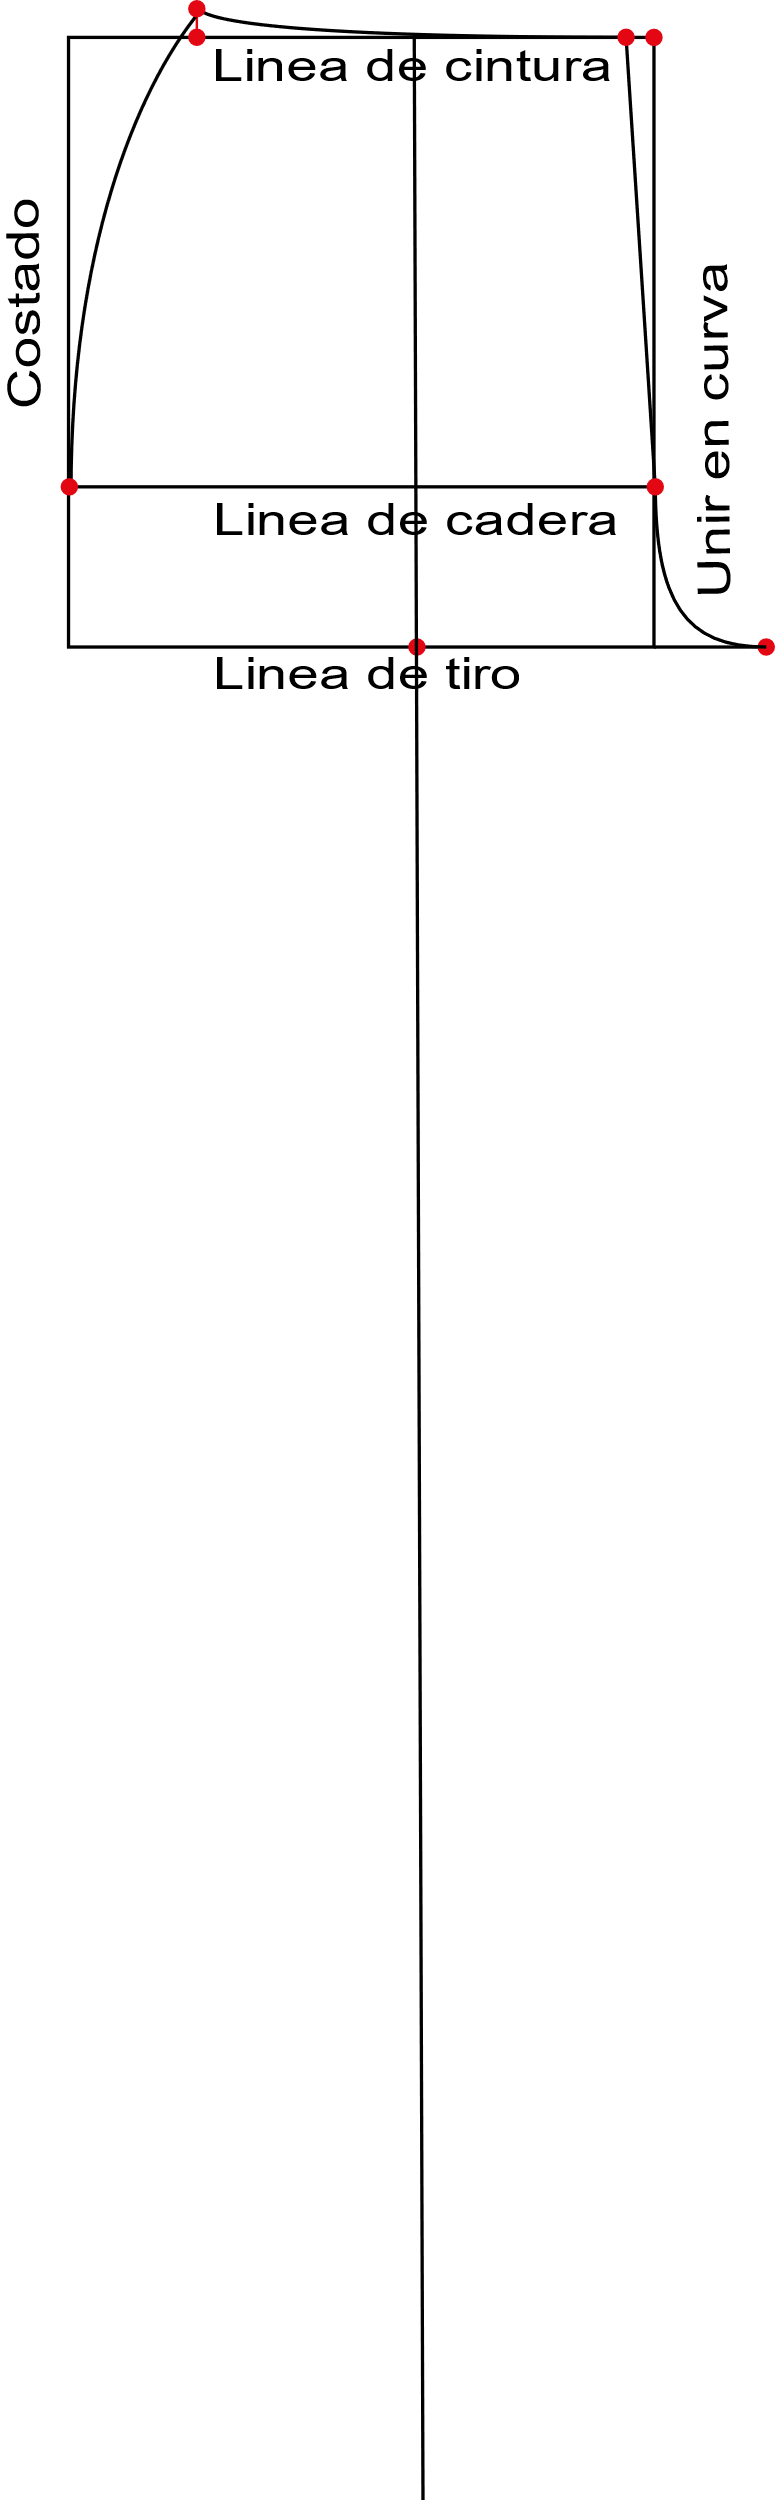 Linea de cintura
Costado
Unir en curva
Linea de cadera
Linea de tiro